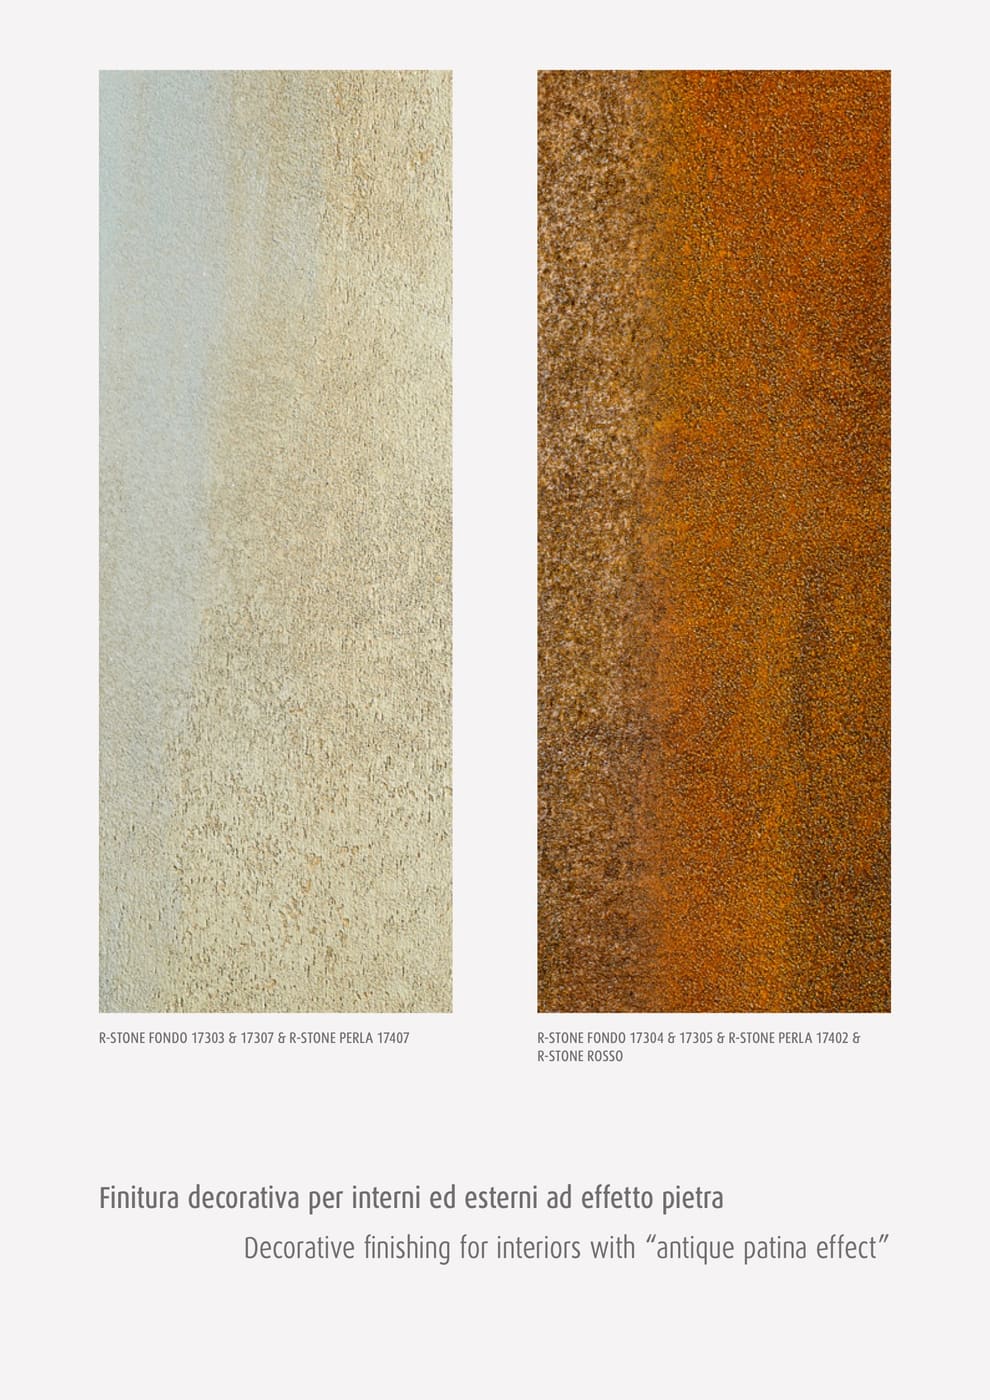 R-STONE FONDO 17303 & 17307 & R-STONE PERLA 17407
R-STONE FONDO 17304 & 17305 & R-STONE PERLA 17402 &
R-STONE ROSSO
Finitura decorativa per interni ed esterni ad effetto pietra
Decorative finishing for interiors with “antique patina effect”